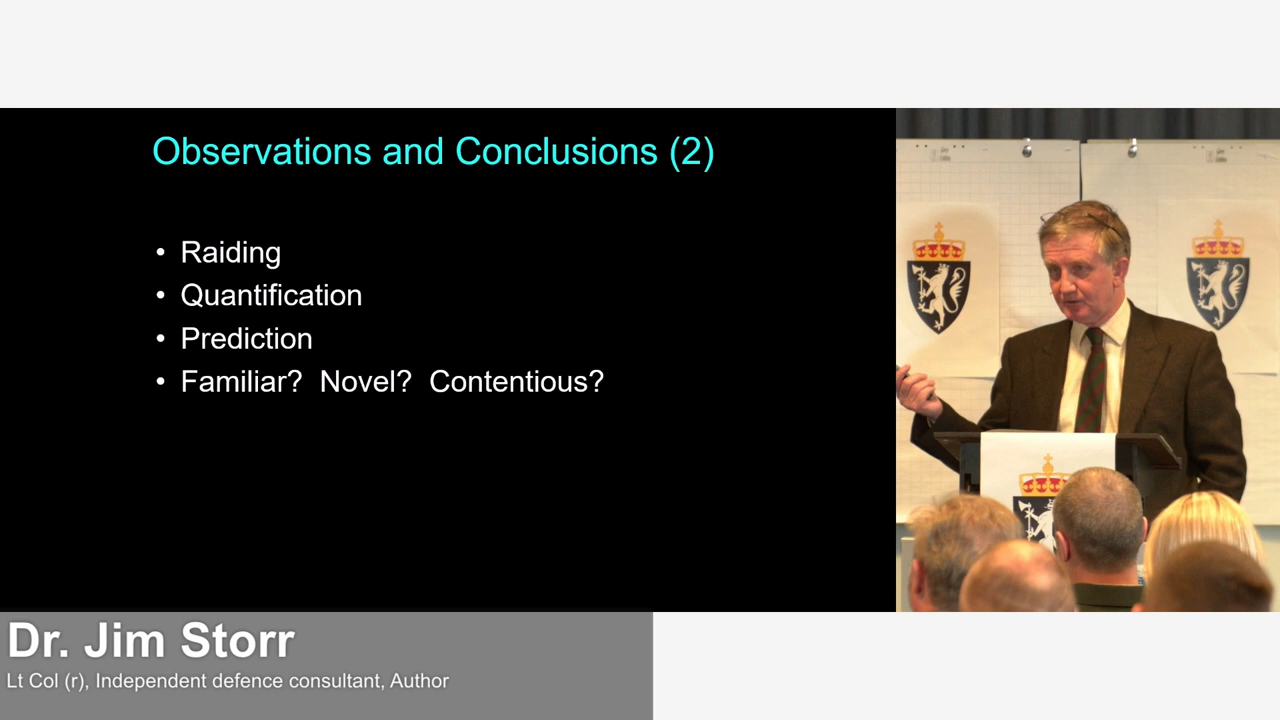 Observations and Conclusions (2)
• Raiding
• Quantification
• Prediction
• Familiar?  Novel?  Contentious?
Dr. Jim Storr
Lt Col (r), Independent defence consultant, Author